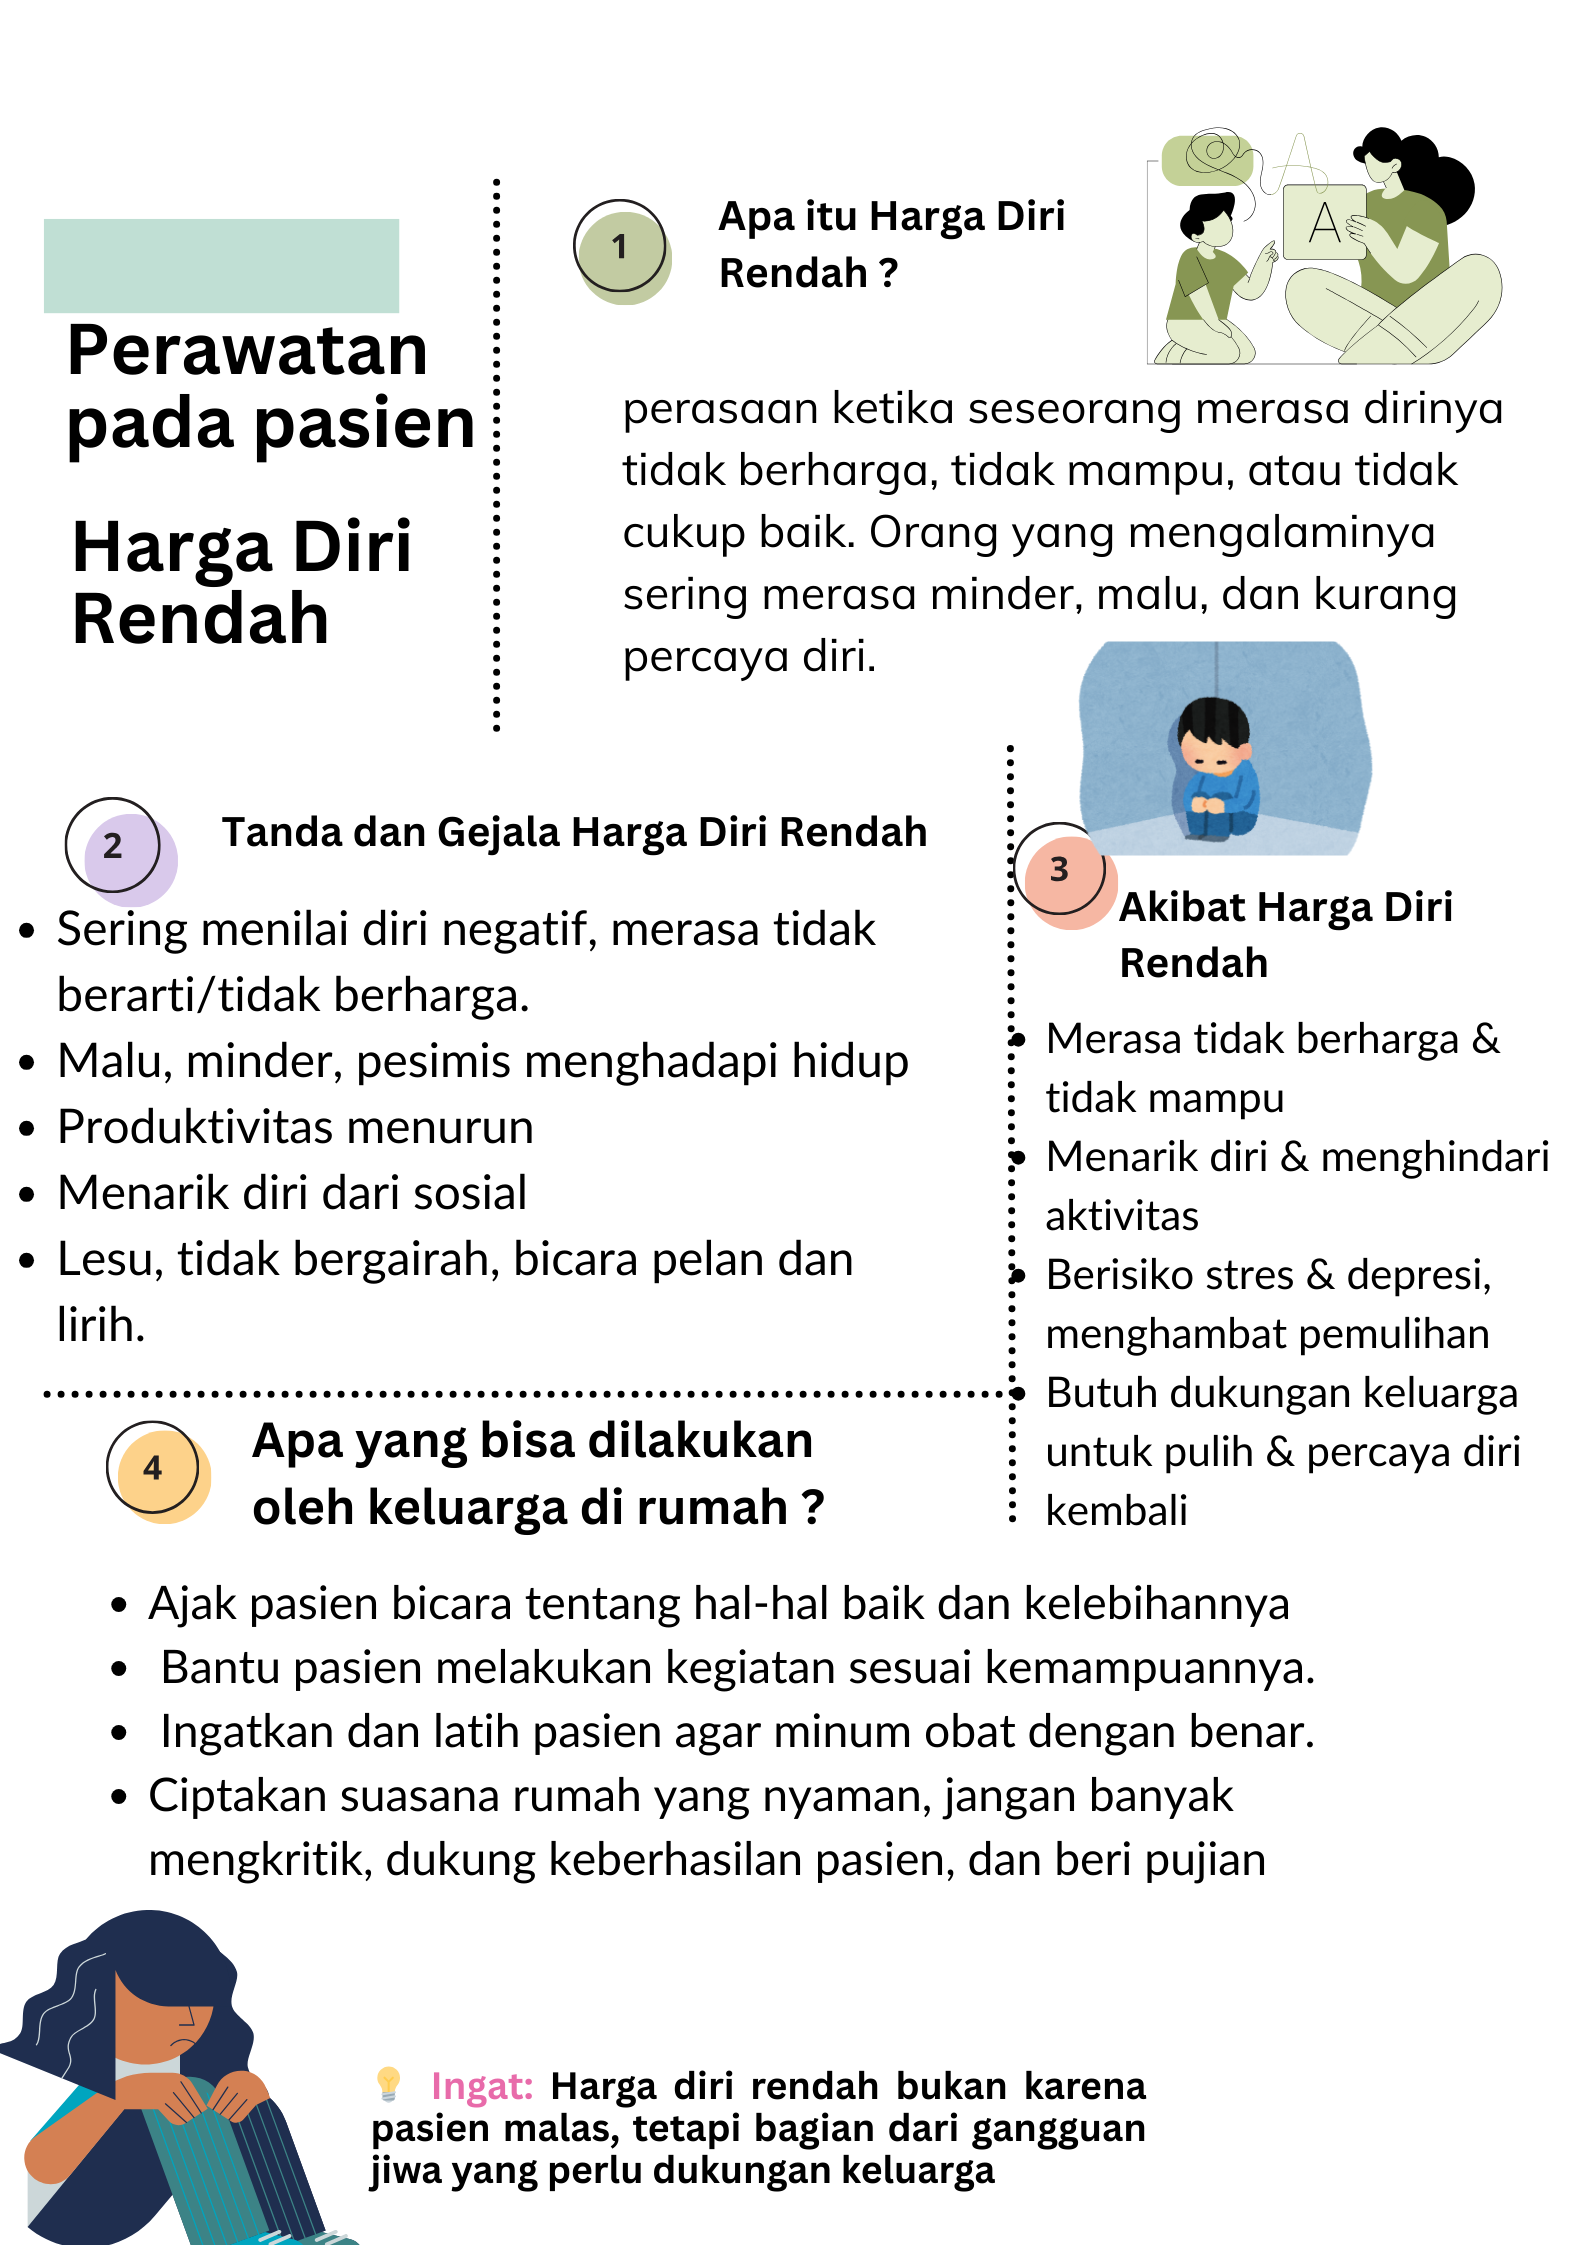 Perawatan
pada pasien
Harga Diri
Rendah
1
Apa itu Harga Diri
Rendah ?
A
perasaan ketika seseorang merasa dirinya
tidak berharga, tidak mampu, atau tidak
cukup baik. Orang yang mengalaminya
sering merasa minder, malu, dan kurang
percaya diri.
2
Tanda dan Gejala Harga Diri Rendah
• Sering menilai diri negatif, merasa tidak
berarti/tidak berharga.
• Malu, minder, pesimis menghadapi hidup
• Produktivitas menurun
• Menarik diri dari sosial
• Lesu, tidak bergairah, bicara pelan dan
lirih.
3
Akibat Harga Diri
Rendah
• Merasa tidak berharga &
tidak mampu
• Menarik diri & menghindari
aktivitas
• Berisiko stres & depresi,
menghambat pemulihan
• Butuh dukungan keluarga
untuk pulih & percaya diri
kembali
4
Apa yang bisa dilakukan
oleh keluarga di rumah ?
• Ajak pasien bicara tentang hal-hal baik dan kelebihannya
• Bantu pasien melakukan kegiatan sesuai kemampuannya.
• Ingatkan dan latih pasien agar minum obat dengan benar.
• Ciptakan suasana rumah yang nyaman, jangan banyak
mengkritik, dukung keberhasilan pasien, dan beri pujian
💡 Ingat: Harga diri rendah bukan karena
pasien malas, tetapi bagian dari gangguan
jiwa yang perlu dukungan keluarga